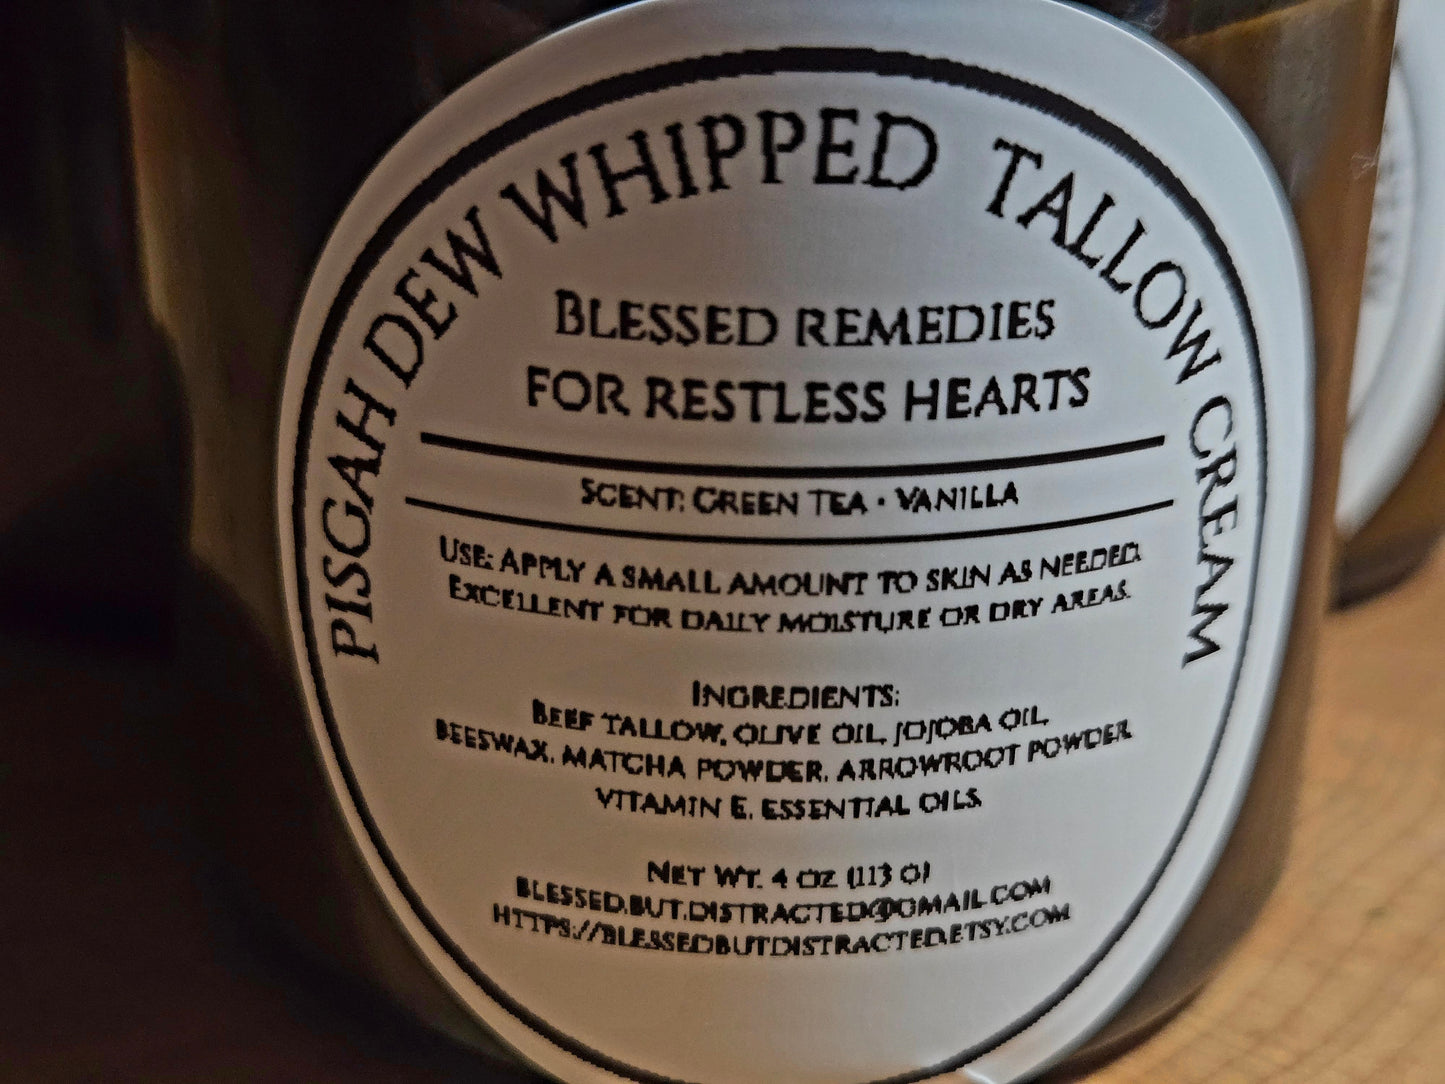 PISGAH DEW WHIPPED TALLOW CREAM
BLESSED REMEDIES
FOR RESTLESS HEARTS
SCENT: GREEN TEA • VANILLA
USE: APPLY A SMALL AMOUNT TO SKIN AS NEEDED.
EXCELLENT FOR DAILY MOISTURE OR DRY AREAS.
INGREDIENTS:
BEEF TALLOW, OLIVE OIL, JOJOBA OIL,
BEESWAX, MATCHA POWDER, ARROWROOT POWDER,
VITAMIN E, ESSENTIAL OILS.
NET WT. 4 OZ (113 G)
BLESSED.BUT.DISTRACTED@GMAIL.COM
HTTPS://BLESSEDBUTDISTRACTED.ETSY.COM